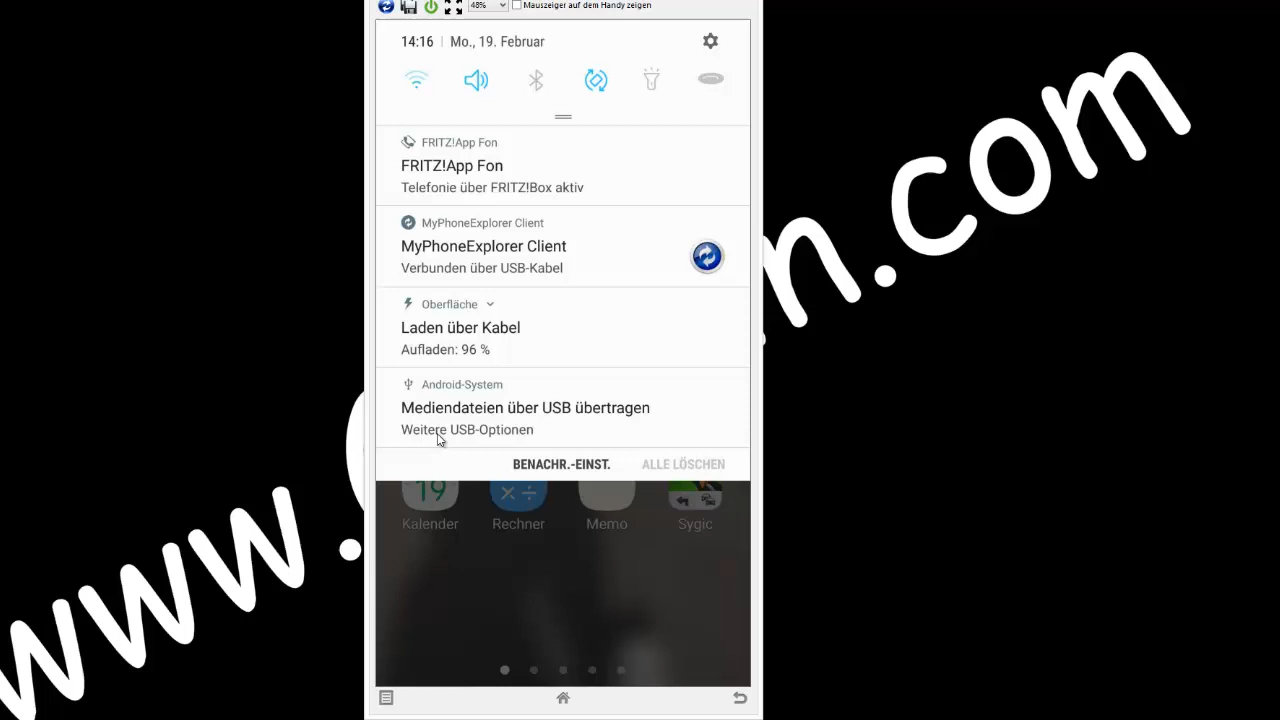 48%
Mauszeiger auf dem Handy zeigen
14:16 Mo., 19. Februar
FRITZ!App Fon
FRITZ!App Fon
Telefonie über FRITZ!Box aktiv
MyPhoneExplorer Client
MyPhoneExplorer Client
Verbunden über USB-Kabel
Oberfläche
Laden über Kabel
Aufladen: 96 %
Android-System
Mediendateien über USB übertragen
Weitere USB-Optionen
BENACHR.-EINST. ALLE LÖSCHEN
19
Kalender Rechner Memo Sygic
www.
n.com